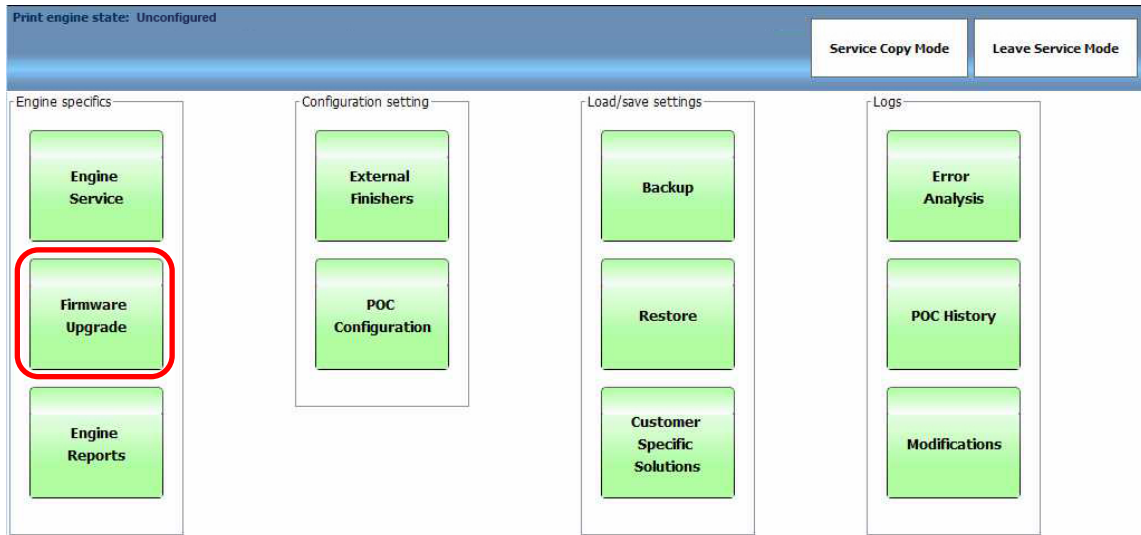 Print engine state: Unconfigured
Service Copy Mode
Leave Service Mode
Engine specifics
Engine
Service
Firmware
Upgrade
Engine
Reports
Configuration setting
External
Finishers
POC
Configuration
Load/save settings
Backup
Restore
Customer
Specific
Solutions
Logs
Error
Analysis
POC History
Modifications